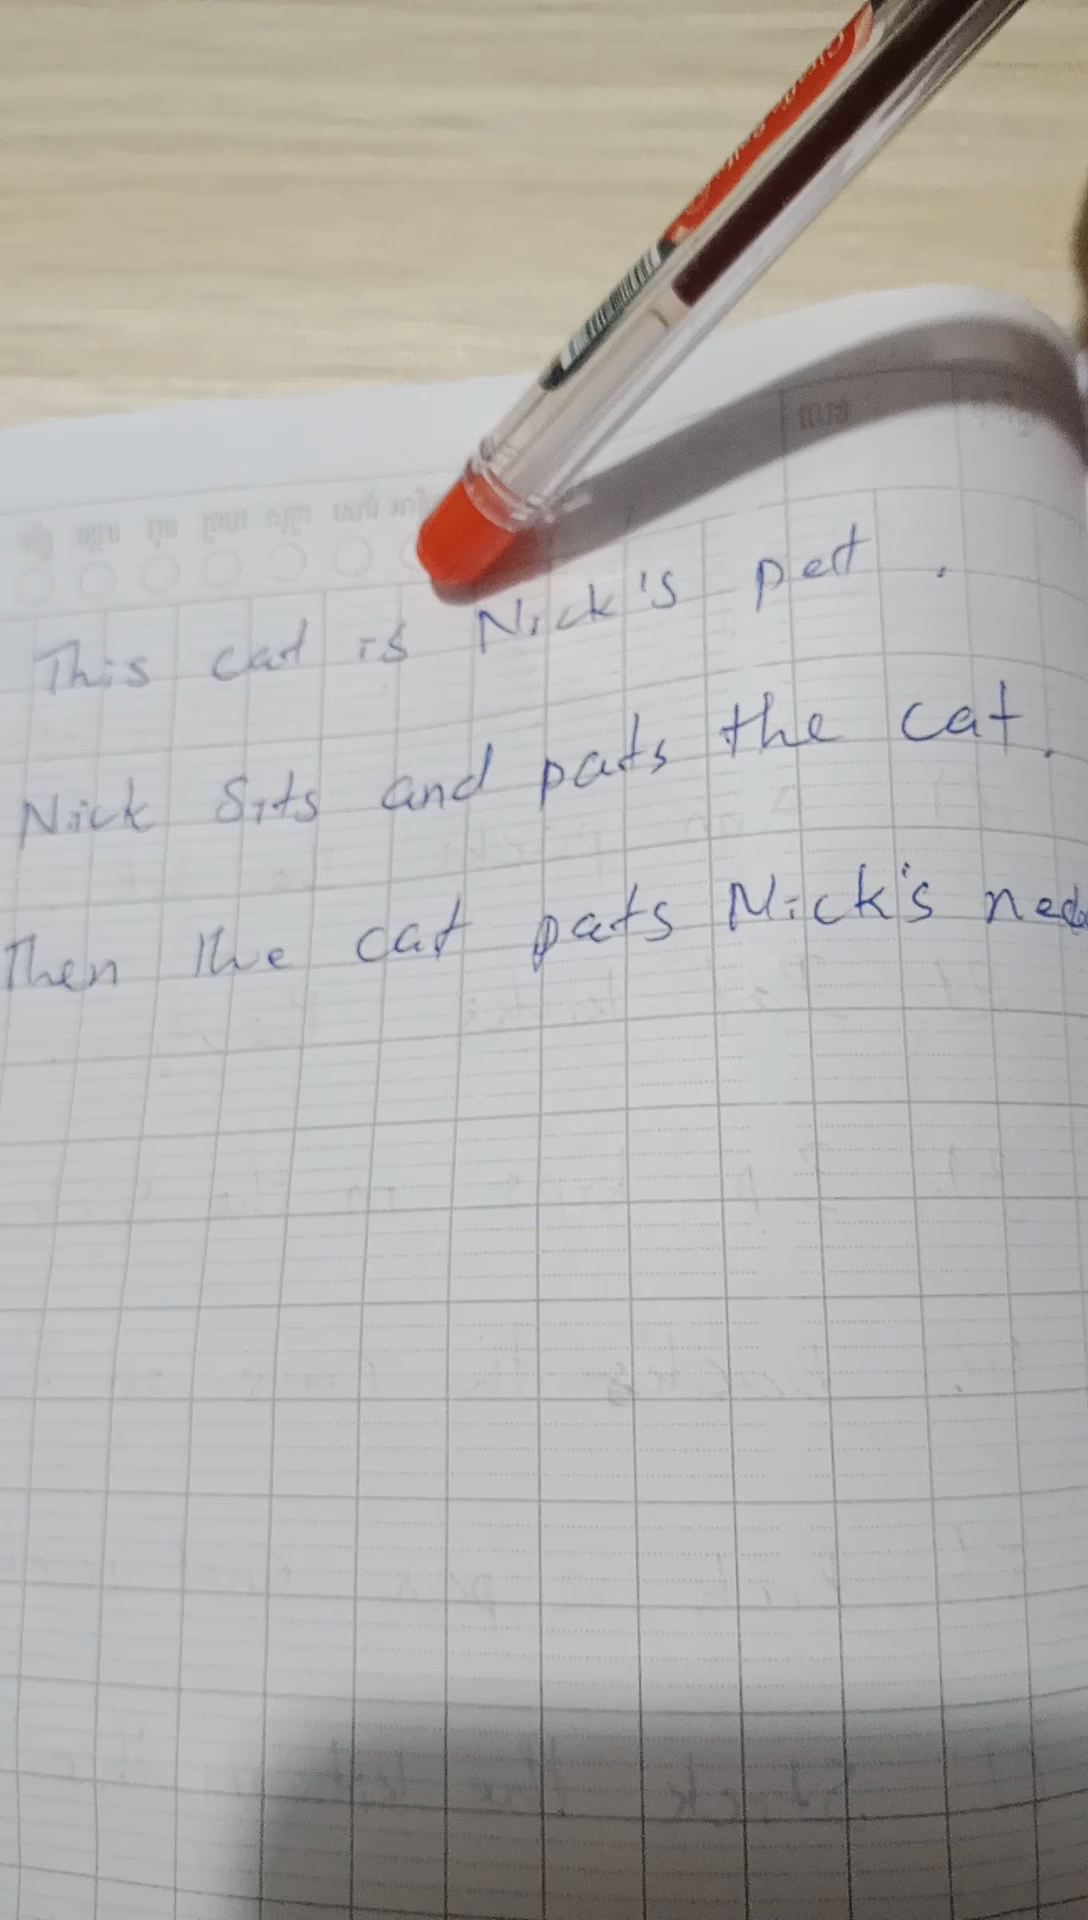 This cat is Nick's pet.
Nick sits and pats the cat.
Then the cat pats Nick's